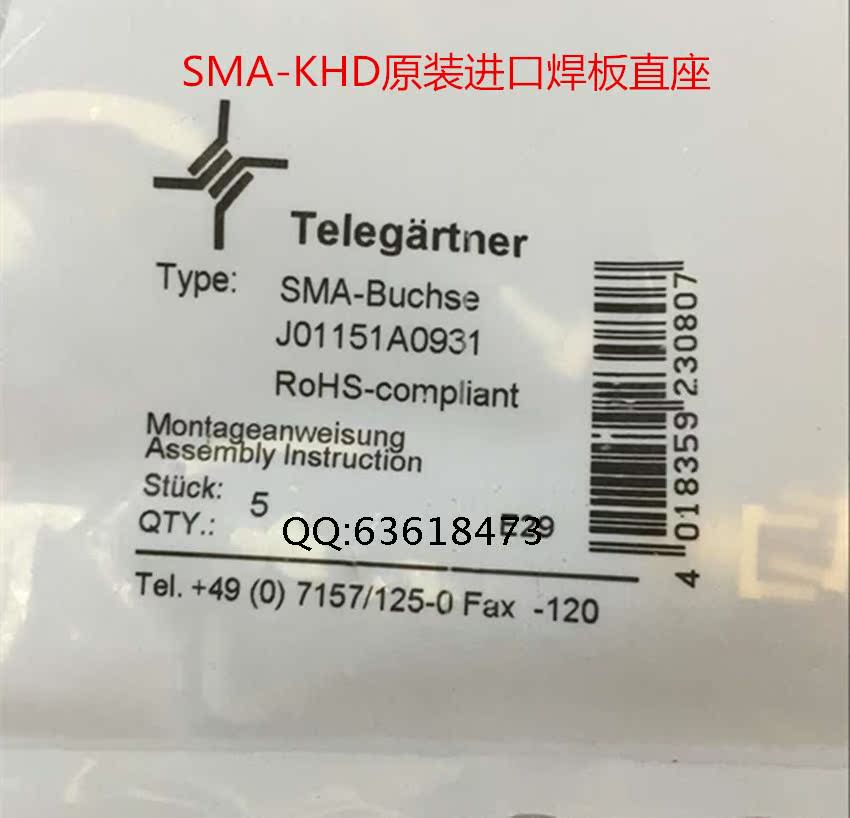 SMA-KHD原装进口焊板直座
Telegärtner
Type: SMA-Buchse
J01151A0931
RoHS-compliant
Montageanweisung
Assembly Instruction
Stück: 5
QTY.:
QQ:63618473
E29
Tel. +49 (0) 7157/125-0 Fax -120
4 018359 230807